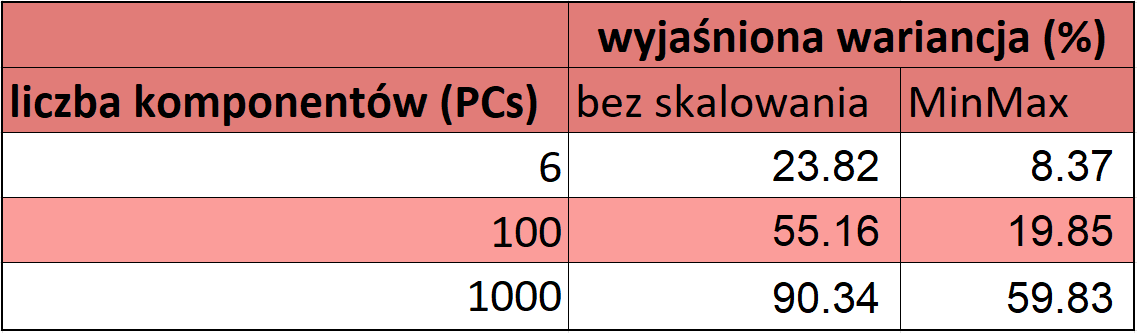 wyjaśniona wariancja (%)
liczba komponentów (PCs) bez skalowania MinMax
6 23.82 8.37
100 55.16 19.85
1000 90.34 59.83